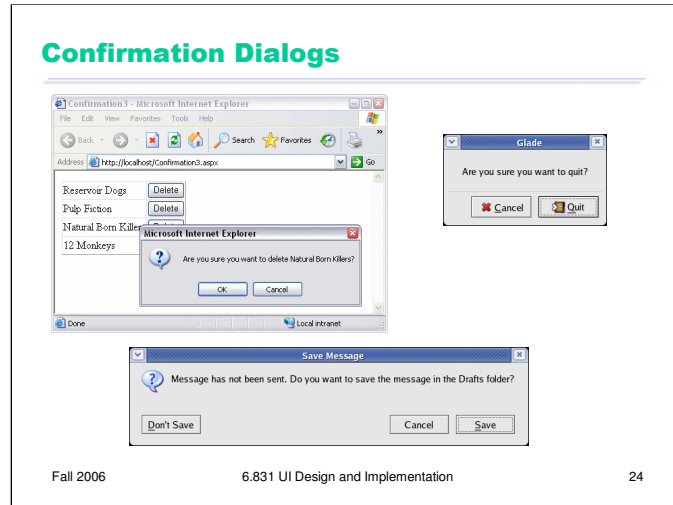 Confirmation Dialogs
Confirmation3 - Microsoft Internet Explorer
File Edit View Favorites Tools Help
Back Search Favorites »
Address http://localhost/Confirmation3.aspx Go
Reservoir Dogs Delete
Pulp Fiction Delete
Natural Born Killer
12 Monkeys
Microsoft Internet Explorer
Are you sure you want to delete Natural Born Killers?
OK Cancel
Done Local intranet
Glade
Are you sure you want to quit?
Cancel Quit
Save Message
Message has not been sent. Do you want to save the message in the Drafts folder?
Don't Save Cancel Save
Fall 2006 6.831 UI Design and Implementation 24